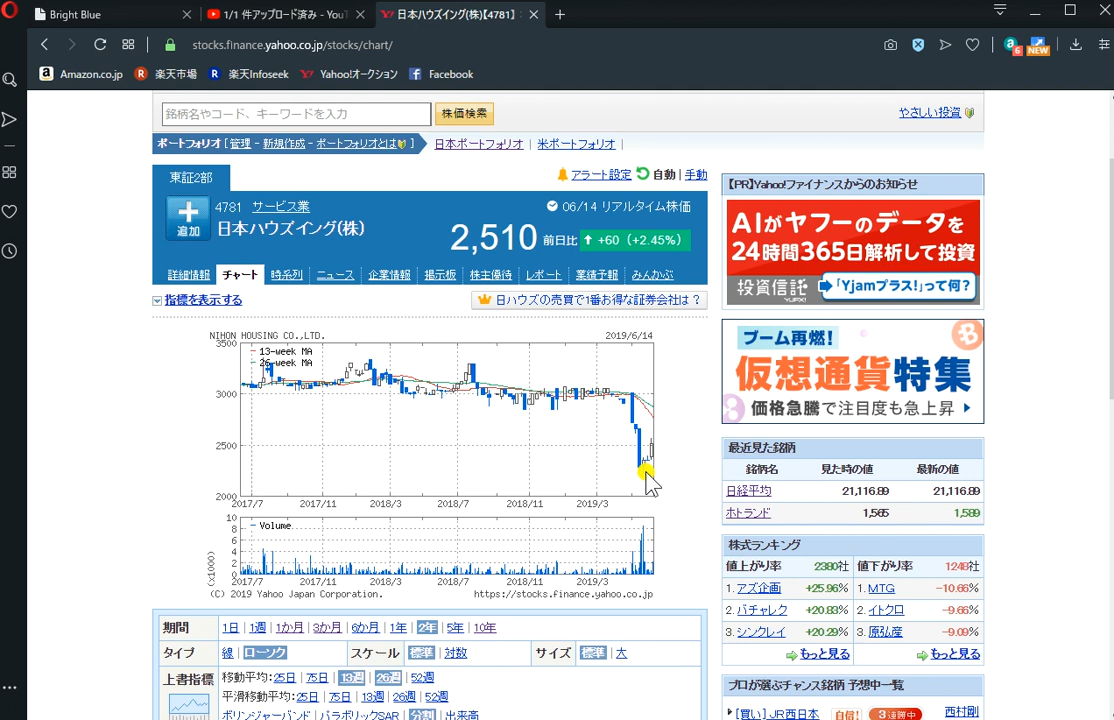 Bright Blue
1/1 件アップロード済み - YouT
日本ハウズイング(株)【4781】
stocks.finance.yahoo.co.jp/stocks/chart/
6
NEW
Amazon.co.jp
楽天市場
楽天Infoseek
Yahoo!オークション
Facebook
銘柄名やコード、キーワードを入力
株価検索
やさしい投資
ポートフォリオ [管理 - 新規作成 - ポートフォリオとは ]
日本ポートフォリオ | 米ポートフォリオ |
東証2部
アラート設定 自動 | 手動
追加
4781 サービス業
日本ハウズイング(株)
06/14 リアルタイム株価
2,510 前日比 +60 (+2.45%)
詳細情報 チャート 時系列 ニュース 企業情報 掲示板 株主優待 レポート 業績予報 みんかぶ
指標を表示する
日ハウズの売買で1番お得な証券会社は？
NIHON HOUSING CO.,LTD.
2019/6/14
13-week MA
26-week MA
3500
3000
2500
2000
2017/7 2017/11 2018/3 2018/7 2018/11 2019/3
Volume
10
8
6
4
2
0
(x1000)
2017/7 2017/11 2018/3 2018/7 2018/11 2019/3
(C) 2019 Yahoo Japan Corporation.
https://stocks.finance.yahoo.co.jp
期間 1日 | 1週 | 1か月 | 3か月 | 6か月 | 1年 | 2年 | 5年 | 10年
タイプ 線 | ローソク スケール 標準 | 対数 サイズ 標準 | 大
上書指標
移動平均:25日 | 75日 | 13週 | 26週 | 52週
平滑移動平均:25日 | 75日 | 13週 | 26週 | 52週
ボリンジャーバンド | パラボリックSAR | 分割 | 出来高
【PR】Yahoo!ファイナンスからのお知らせ
AIがヤフーのデータを
24時間365日解析して投資
投資信託
「Yjamプラス!」って何?
ブーム再燃!
仮想通貨特集
価格急騰で注目度も急上昇
最近見た銘柄
銘柄名 見た時の値 最新の値
日経平均 21,116.89 21,116.89
ホトランド 1,565 1,589
株式ランキング
値上がり率 2380社 値下がり率 1248社
1. アズ企画 +25.96% 1. MTG -10.66%
2. バチャレク +20.83% 2. イトクロ -9.66%
3. シンクレイ +20.29% 3. 原弘産 -9.09%
もっと見る もっと見る
プロが選ぶチャンス銘柄 予想中一覧
[買い] JR西日本 自信! 3連勝中 西村剛